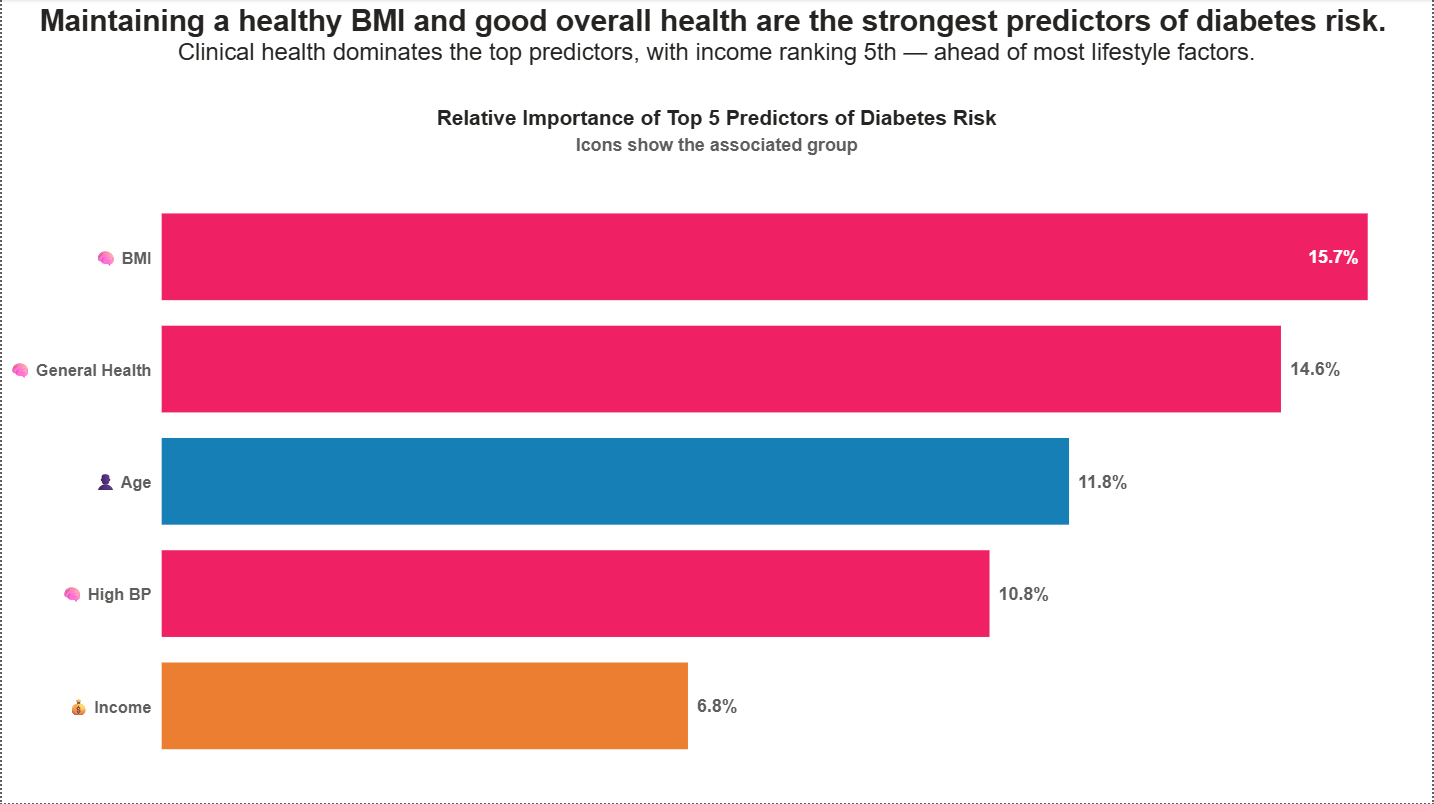 Maintaining a healthy BMI and good overall health are the strongest predictors of diabetes risk.
Clinical health dominates the top predictors, with income ranking 5th — ahead of most lifestyle factors.
Relative Importance of Top 5 Predictors of Diabetes Risk
Icons show the associated group
BMI 15.7%
General Health 14.6%
Age 11.8%
High BP 10.8%
Income 6.8%